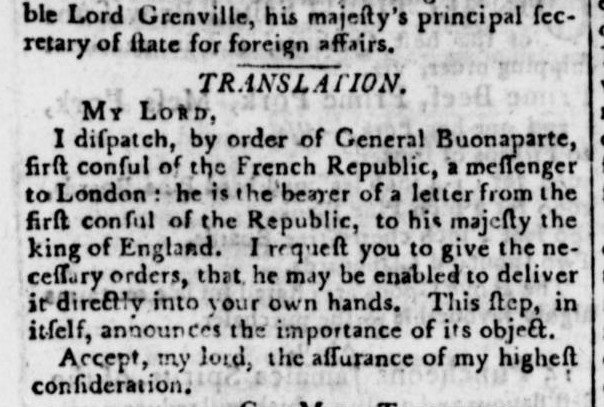 ble Lord Grenville, his majeſty's principal ſec-
retary of ſtate for foreign affairs.
TRANSLATION.
My Lord,
I diſpatch, by order of General Buonaparte,
firſt conſul of the French Republic, a meſſenger
to London : he is the bearer of a letter from the
firſt conſul of the Republic, to his majeſty the
king of England. I requeſt you to give the ne-
ceſſary orders, that he may be enabled to deliver
it directly into your own hands. This ſtep, in
itſelf, announces the importance of its object.
Accept, my lord, the aſſurance of my higheſt
conſideration.